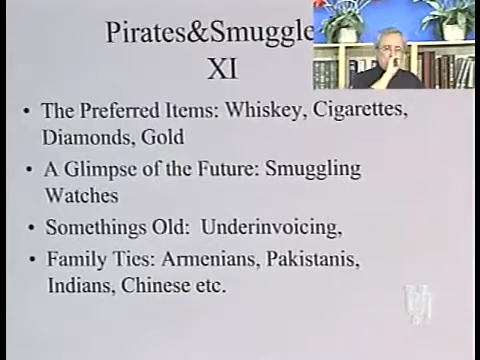 Pirates&Smuggle
XI
• The Preferred Items: Whiskey, Cigarettes,
Diamonds, Gold
• A Glimpse of the Future: Smuggling
Watches
• Somethings Old: Underinvoicing,
• Family Ties: Armenians, Pakistanis,
Indians, Chinese etc.